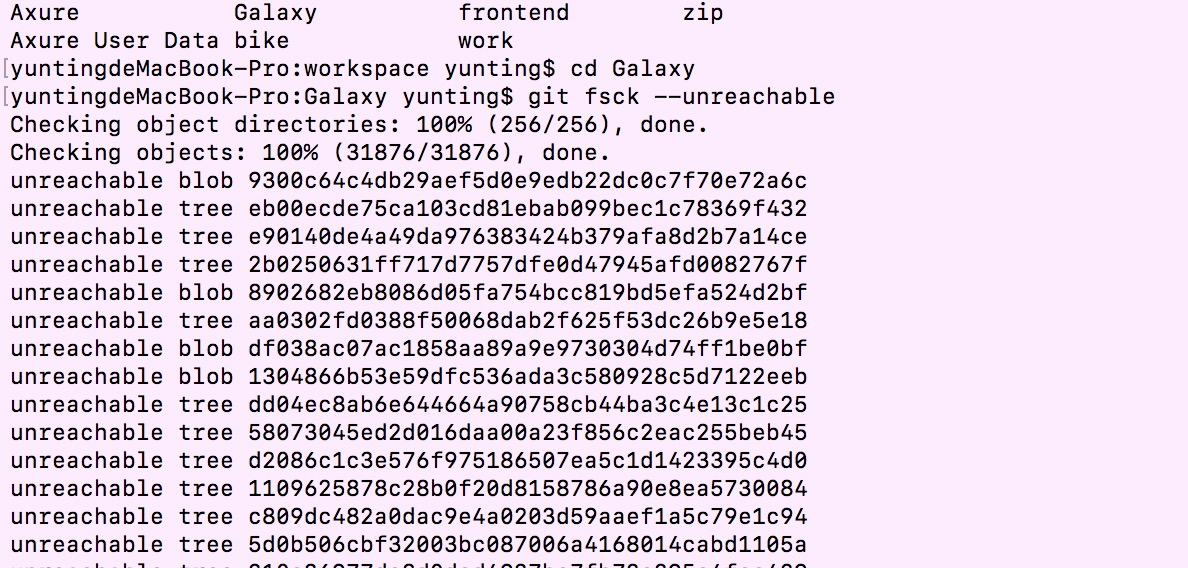 Axure Galaxy frontend zip
Axure User Data bike work
[yuntingdeMacBook-Pro:workspace yunting$ cd Galaxy
[yuntingdeMacBook-Pro:Galaxy yunting$ git fsck --unreachable
Checking object directories: 100% (256/256), done.
Checking objects: 100% (31876/31876), done.
unreachable blob 9300c64c4db29aef5d0e9edb22dc0c7f70e72a6c
unreachable tree eb00ecde75ca103cd81ebab099bec1c78369f432
unreachable tree e90140de4a49da976383424b379afa8d2b7a14ce
unreachable tree 2b0250631ff717d7757dfe0d47945afd0082767f
unreachable blob 8902682eb8086d05fa754bcc819bd5efa524d2bf
unreachable tree aa0302fd0388f50068dab2f625f53dc26b9e5e18
unreachable blob df038ac07ac1858aa89a9e9730304d74ff1be0bf
unreachable blob 1304866b53e59dfc536ada3c580928c5d7122eeb
unreachable tree dd04ec8ab6e644664a90758cb44ba3c4e13c1c25
unreachable tree 58073045ed2d016daa00a23f856c2eac255beb45
unreachable tree d2086c1c3e576f975186507ea5c1d1423395c4d0
unreachable tree 1109625878c28b0f20d8158786a90e8ea5730084
unreachable tree c809dc482a0dac9e4a0203d59aaef1a5c79e1c94
unreachable tree 5d0b506cbf32003bc087006a4168014cabd1105a